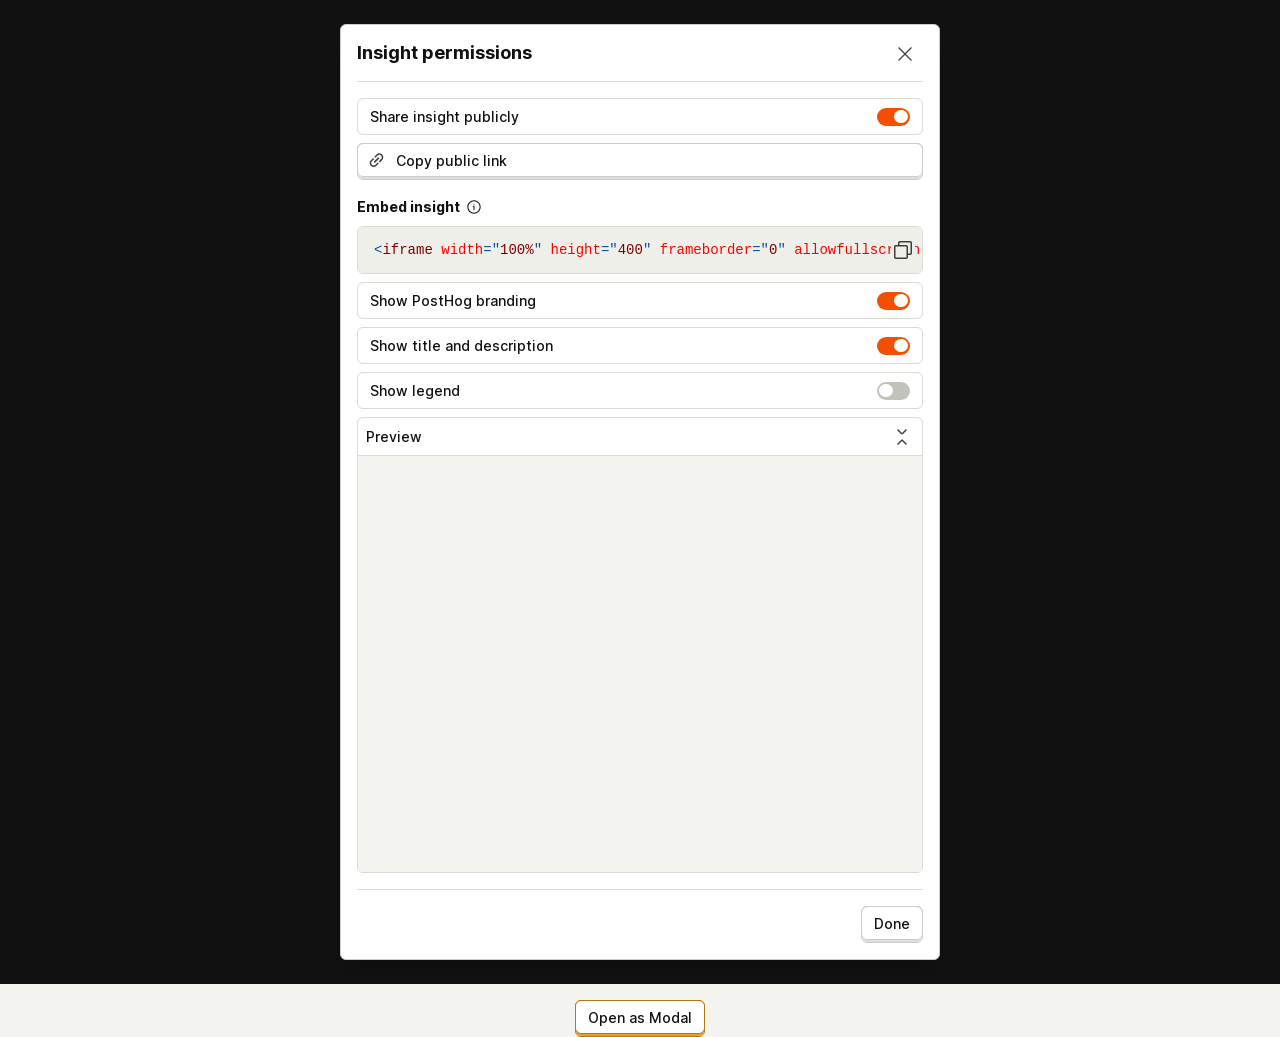 Insight permissions
Share insight publicly
Copy public link
Embed insight
<iframe width="100%" height="400" frameborder="0" allowfullscr
Show PostHog branding
Show title and description
Show legend
Preview
Done
Open as Modal